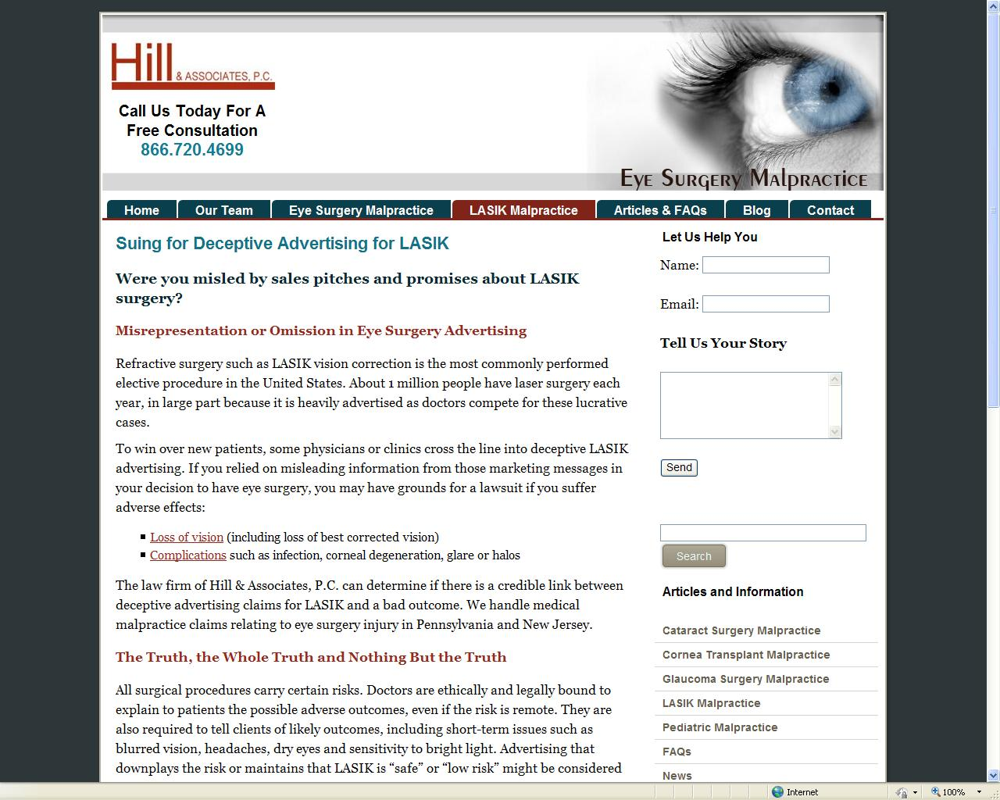 Hill & ASSOCIATES, P.C.
Call Us Today For A
Free Consultation
866.720.4699
Eye Surgery Malpractice
Home
Our Team
Eye Surgery Malpractice
LASIK Malpractice
Articles & FAQs
Blog
Contact
Suing for Deceptive Advertising for LASIK
Were you misled by sales pitches and promises about LASIK
surgery?
Misrepresentation or Omission in Eye Surgery Advertising
Refractive surgery such as LASIK vision correction is the most commonly performed
elective procedure in the United States. About 1 million people have laser surgery each
year, in large part because it is heavily advertised as doctors compete for these lucrative
cases.
To win over new patients, some physicians or clinics cross the line into deceptive LASIK
advertising. If you relied on misleading information from those marketing messages in
your decision to have eye surgery, you may have grounds for a lawsuit if you suffer
adverse effects:
Loss of vision (including loss of best corrected vision)
Complications such as infection, corneal degeneration, glare or halos
The law firm of Hill & Associates, P.C. can determine if there is a credible link between
deceptive advertising claims for LASIK and a bad outcome. We handle medical
malpractice claims relating to eye surgery injury in Pennsylvania and New Jersey.
The Truth, the Whole Truth and Nothing But the Truth
All surgical procedures carry certain risks. Doctors are ethically and legally bound to
explain to patients the possible adverse outcomes, even if the risk is remote. They are
also required to tell clients of likely outcomes, including short-term issues such as
blurred vision, headaches, dry eyes and sensitivity to bright light. Advertising that
downplays the risk or maintains that LASIK is “safe” or “low risk” might be considered
Let Us Help You
Name:
Email:
Tell Us Your Story
Send
Search
Articles and Information
Cataract Surgery Malpractice
Cornea Transplant Malpractice
Glaucoma Surgery Malpractice
LASIK Malpractice
Pediatric Malpractice
FAQs
News
Internet
100%